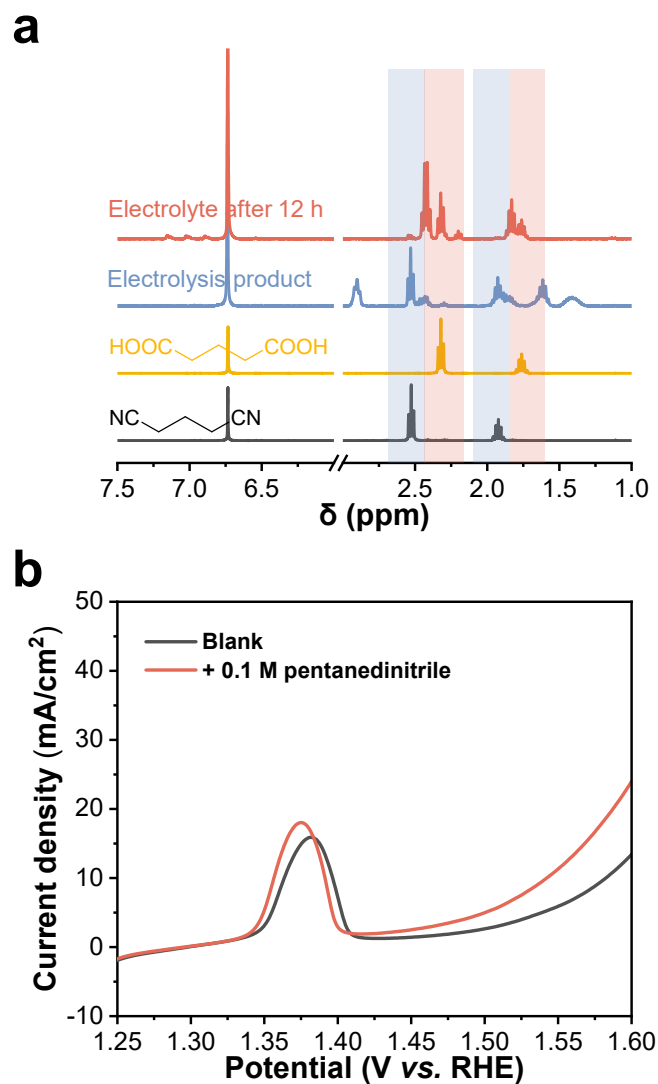 a
Electrolyte after 12 h
Electrolysis product
HOOC COOH
NC CN
7.5 7.0 6.5 2.5 2.0 1.5 1.0
δ (ppm)
b
50
40
30
20
10
0
-10
Current density (mA/cm²)
Blank
+ 0.1 M pentanedinitrile
1.25 1.30 1.35 1.40 1.45 1.50 1.55 1.60
Potential (V vs. RHE)